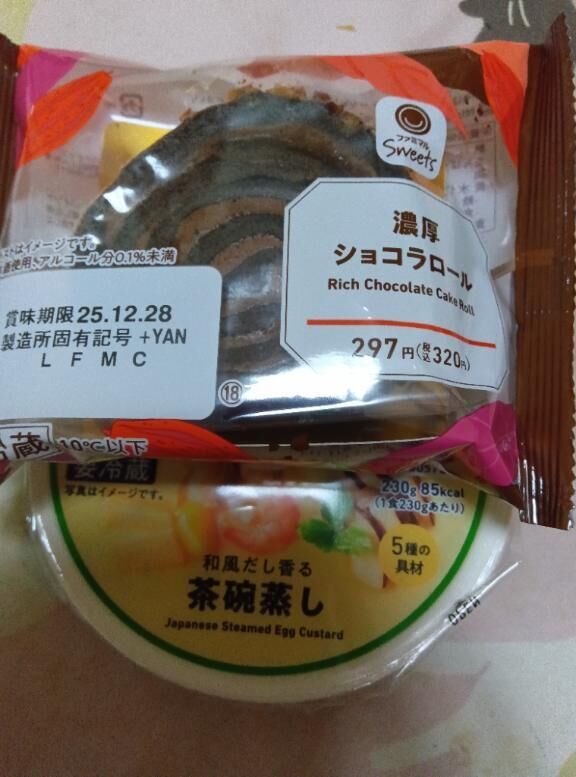 ファミマル
Sweets
濃厚
ショコラロール
Rich Chocolate Cake Roll
297円(税込320円)
ストはイメージです。
使用、アルコール分0.1%未満
賞味期限25.12.28
製造所固有記号 +YAN
L F M C
18
蔵 10℃以下
要冷蔵
写真はイメージです。
230g 85kcal
(1食230gあたり)
5種の
具材
和風だし香る
茶碗蒸し
Japanese Steamed Egg Custard